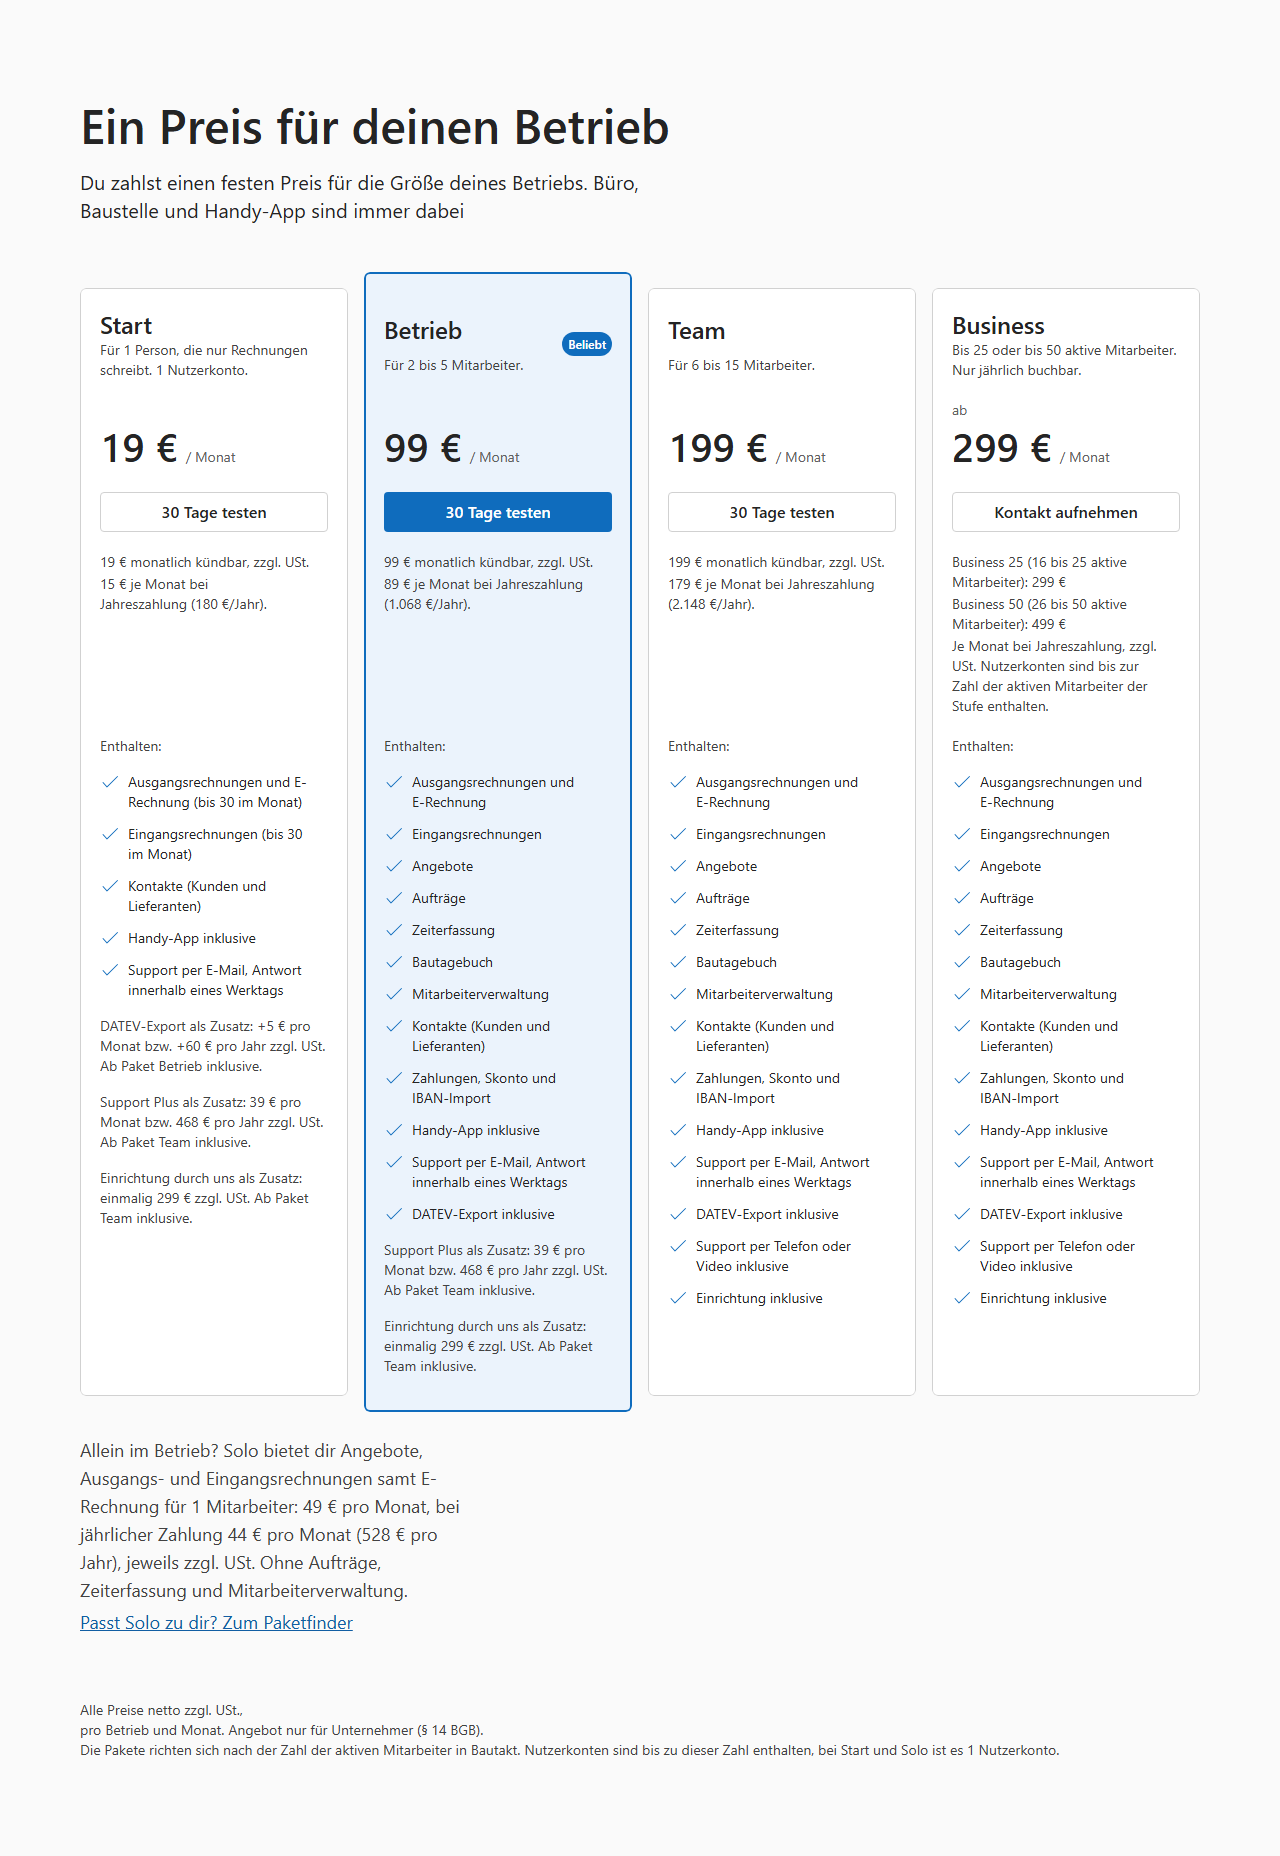 Ein Preis für deinen Betrieb
Du zahlst einen festen Preis für die Größe deines Betriebs. Büro,
Baustelle und Handy-App sind immer dabei
Start
Für 1 Person, die nur Rechnungen
schreibt. 1 Nutzerkonto.
19 € / Monat
30 Tage testen
19 € monatlich kündbar, zzgl. USt.
15 € je Monat bei
Jahreszahlung (180 €/Jahr).
Enthalten:
Ausgangsrechnungen und E-
Rechnung (bis 30 im Monat)
Eingangsrechnungen (bis 30
im Monat)
Kontakte (Kunden und
Lieferanten)
Handy-App inklusive
Support per E-Mail, Antwort
innerhalb eines Werktags
DATEV-Export als Zusatz: +5 € pro
Monat bzw. +60 € pro Jahr zzgl. USt.
Ab Paket Betrieb inklusive.
Support Plus als Zusatz: 39 € pro
Monat bzw. 468 € pro Jahr zzgl. USt.
Ab Paket Team inklusive.
Einrichtung durch uns als Zusatz:
einmalig 299 € zzgl. USt. Ab Paket
Team inklusive.
Betrieb
Beliebt
Für 2 bis 5 Mitarbeiter.
99 € / Monat
30 Tage testen
99 € monatlich kündbar, zzgl. USt.
89 € je Monat bei Jahreszahlung
(1.068 €/Jahr).
Enthalten:
Ausgangsrechnungen und
E-Rechnung
Eingangsrechnungen
Angebote
Aufträge
Zeiterfassung
Bautagebuch
Mitarbeiterverwaltung
Kontakte (Kunden und
Lieferanten)
Zahlungen, Skonto und
IBAN-Import
Handy-App inklusive
Support per E-Mail, Antwort
innerhalb eines Werktags
DATEV-Export inklusive
Support Plus als Zusatz: 39 € pro
Monat bzw. 468 € pro Jahr zzgl. USt.
Ab Paket Team inklusive.
Einrichtung durch uns als Zusatz:
einmalig 299 € zzgl. USt. Ab Paket
Team inklusive.
Team
Für 6 bis 15 Mitarbeiter.
199 € / Monat
30 Tage testen
199 € monatlich kündbar, zzgl. USt.
179 € je Monat bei Jahreszahlung
(2.148 €/Jahr).
Enthalten:
Ausgangsrechnungen und
E-Rechnung
Eingangsrechnungen
Angebote
Aufträge
Zeiterfassung
Bautagebuch
Mitarbeiterverwaltung
Kontakte (Kunden und
Lieferanten)
Zahlungen, Skonto und
IBAN-Import
Handy-App inklusive
Support per E-Mail, Antwort
innerhalb eines Werktags
DATEV-Export inklusive
Support per Telefon oder
Video inklusive
Einrichtung inklusive
Business
Bis 25 oder bis 50 aktive Mitarbeiter.
Nur jährlich buchbar.
ab
299 € / Monat
Kontakt aufnehmen
Business 25 (16 bis 25 aktive
Mitarbeiter): 299 €
Business 50 (26 bis 50 aktive
Mitarbeiter): 499 €
Je Monat bei Jahreszahlung, zzgl.
USt. Nutzerkonten sind bis zur
Zahl der aktiven Mitarbeiter der
Stufe enthalten.
Enthalten:
Ausgangsrechnungen und
E-Rechnung
Eingangsrechnungen
Angebote
Aufträge
Zeiterfassung
Bautagebuch
Mitarbeiterverwaltung
Kontakte (Kunden und
Lieferanten)
Zahlungen, Skonto und
IBAN-Import
Handy-App inklusive
Support per E-Mail, Antwort
innerhalb eines Werktags
DATEV-Export inklusive
Support per Telefon oder
Video inklusive
Einrichtung inklusive
Allein im Betrieb? Solo bietet dir Angebote,
Ausgangs- und Eingangsrechnungen samt E-
Rechnung für 1 Mitarbeiter: 49 € pro Monat, bei
jährlicher Zahlung 44 € pro Monat (528 € pro
Jahr), jeweils zzgl. USt. Ohne Aufträge,
Zeiterfassung und Mitarbeiterverwaltung.
Passt Solo zu dir? Zum Paketfinder
Alle Preise netto zzgl. USt.,
pro Betrieb und Monat. Angebot nur für Unternehmer (§ 14 BGB).
Die Pakete richten sich nach der Zahl der aktiven Mitarbeiter in Bautakt. Nutzerkonten sind bis zu dieser Zahl enthalten, bei Start und Solo ist es 1 Nutzerkonto.